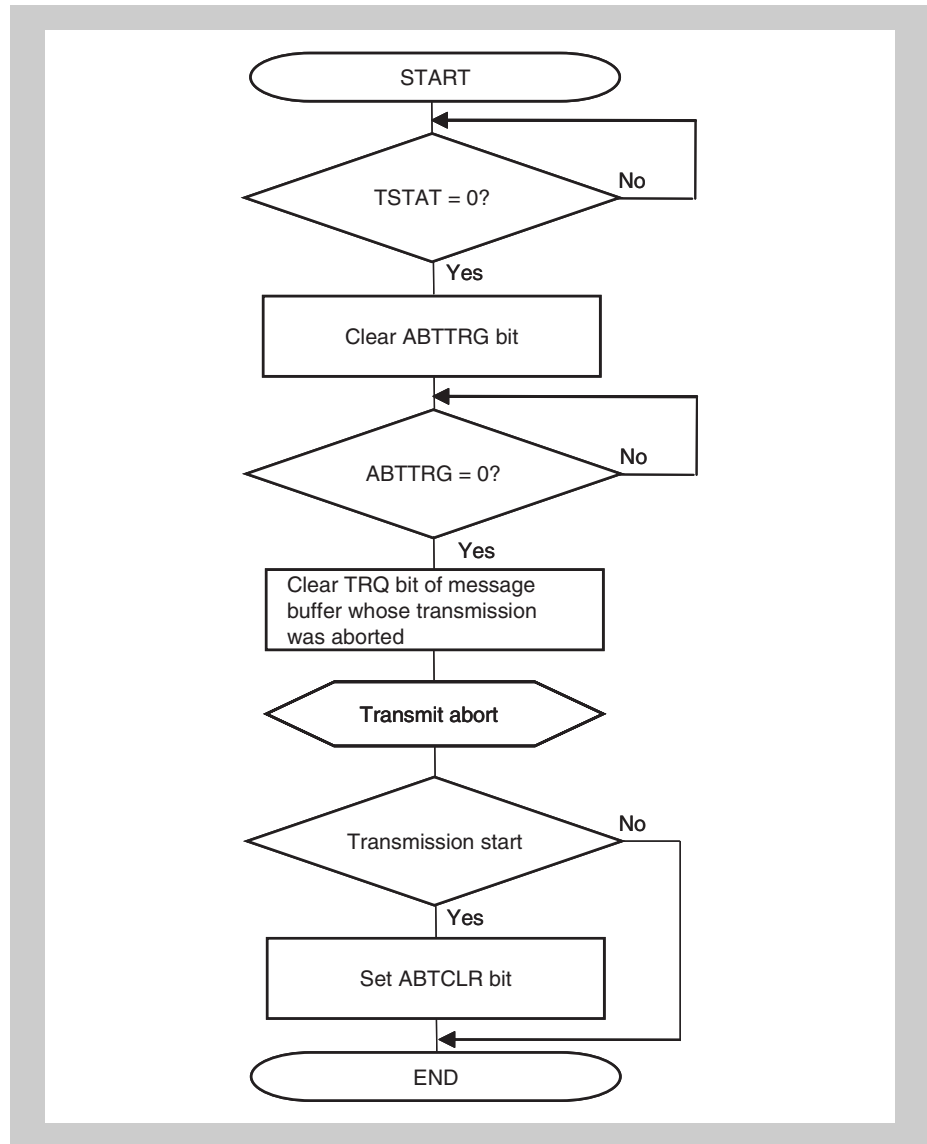 START
TSTAT = 0?
No
Yes
Clear ABTTRG bit
ABTTRG = 0?
No
Yes
Clear TRQ bit of message
buffer whose transmission
was aborted
Transmit abort
Transmission start
No
Yes
Set ABTCLR bit
END